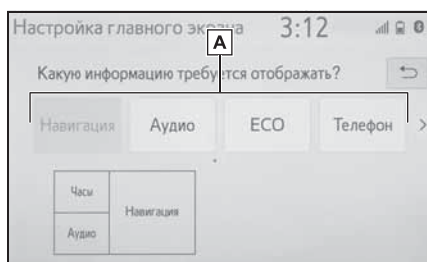 Настройка главного экрана 3:12
A
Какую информацию требуется отображать?
Навигация Аудио ECO Телефон >
Часы
Навигация
Аудио